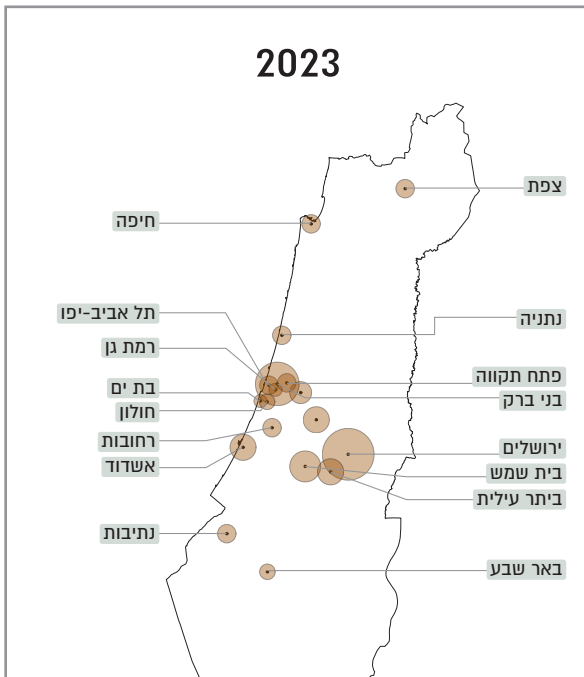 2023
צפת
חיפה
תל אביב-יפו
נתניה
רמת גן
פתח תקווה
בת ים
בני ברק
חולון
רחובות
ירושלים
אשדוד
בית שמש
ביתר עילית
נתיבות
באר שבע